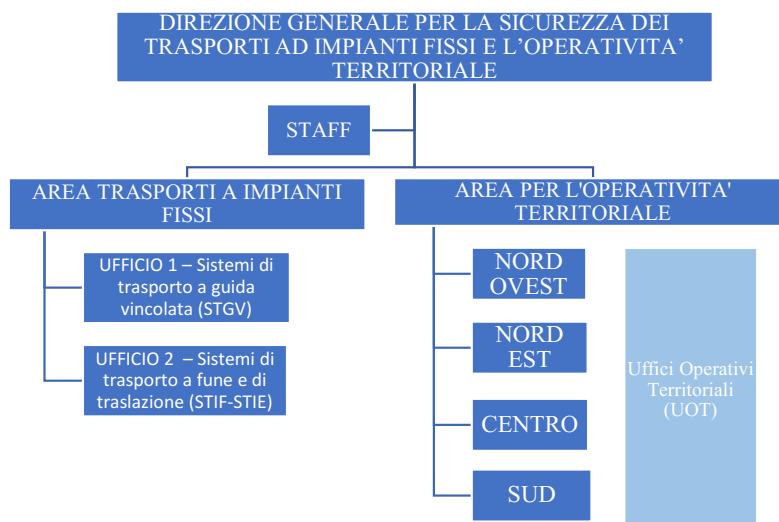 DIREZIONE GENERALE PER LA SICUREZZA DEI
TRASPORTI AD IMPIANTI FISSI E L'OPERATIVITA'
TERRITORIALE
STAFF
AREA TRASPORTI A IMPIANTI
FISSI
UFFICIO 1 – Sistemi di
trasporto a guida
vincolata (STGV)
UFFICIO 2 – Sistemi di
trasporto a fune e di
traslazione (STIF-STIE)
AREA PER L'OPERATIVITA'
TERRITORIALE
NORD
OVEST
NORD
EST
CENTRO
SUD
Uffici Operativi
Territoriali
(UOT)